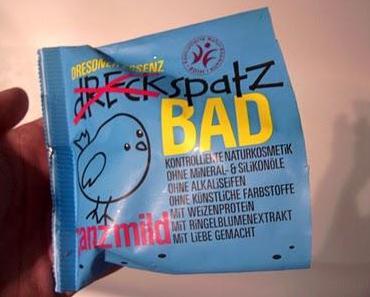 DRESDNER ESSENZ
dRECKspatZ
BAD
KONTROLLIERTE NATURKOSMETIK
OHNE MINERAL- & SILIKONÖLE
OHNE ALKALISEIFEN
OHNE KÜNSTLICHE FARBSTOFFE
MIT WEIZENPROTEIN
MIT RINGELBLUMENEXTRAKT
MIT LIEBE GEMACHT
ganz mild